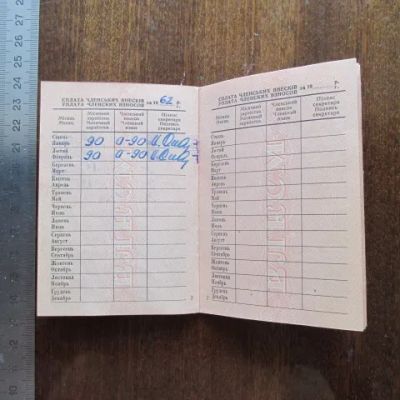 СПЛАТА ЧЛЕНСЬКИХ ВНЕСКІВ
УПЛАТА ЧЛЕНСКИХ ВЗНОСОВ за 1962 г.
Місяць Місячний заробіток Членський внесок Підпис секретаря
Месяц Месячный заработок Членский взнос Подпись секретаря
Січень
Январь 90 0-90
Лютий
Февраль 90 0-90
Березень
Март
Квітень
Апрель
Травень
Май
Червень
Июнь
Липень
Июль
Серпень
Август
Вересень
Сентябрь
Жовтень
Октябрь
Листопад
Ноябрь
Грудень
Декабрь
СПЛАТА ЧЛЕНСЬКИХ ВНЕСКІВ
УПЛАТА ЧЛЕНСКИХ ВЗНОСОВ за 19 г.
Місяць Місячний заробіток Членський внесок Підпис секретаря
Месяц Месячный заработок Членский взнос Подпись секретаря
Січень
Январь
Лютий
Февраль
Березень
Март
Квітень
Апрель
Травень
Май
Червень
Июнь
Липень
Июль
Серпень
Август
Вересень
Сентябрь
Жовтень
Октябрь
Листопад
Ноябрь
Грудень
Декабрь